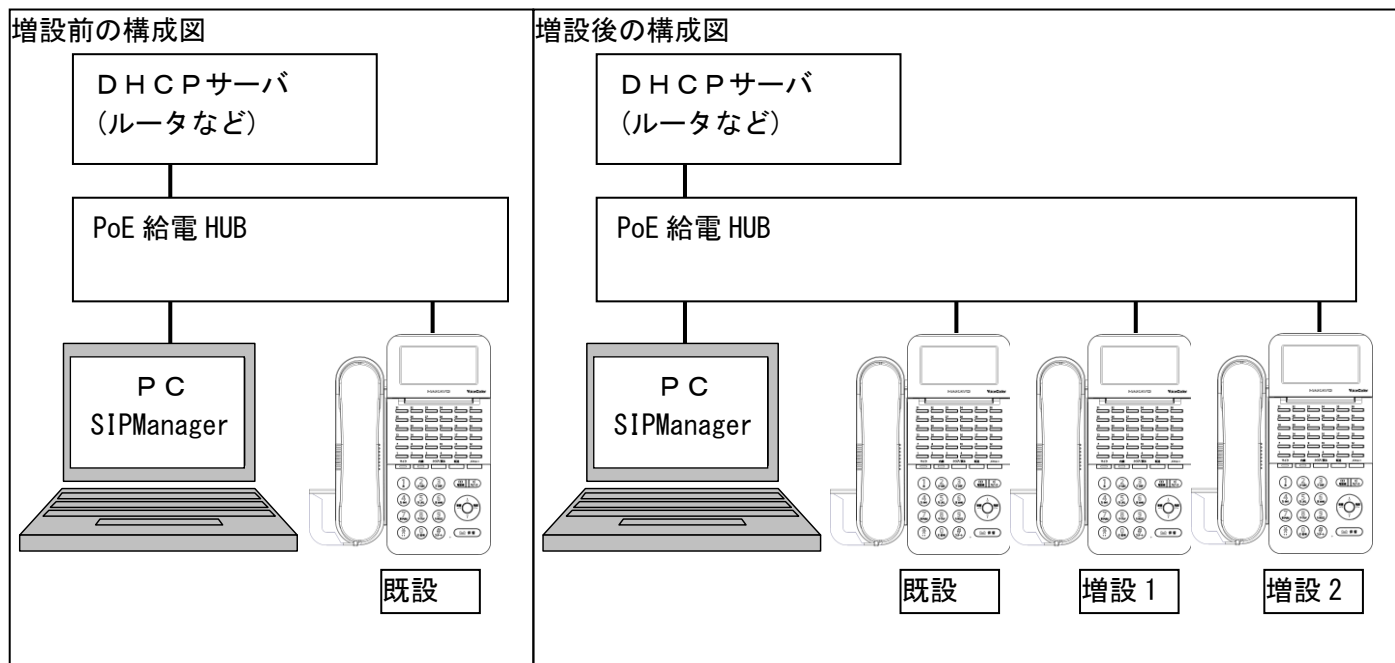 増設前の構成図
DHCPサーバ
(ルータなど)
PoE 給電 HUB
PC
SIPManager
既設
増設後の構成図
DHCPサーバ
(ルータなど)
PoE 給電 HUB
PC
SIPManager
既設
増設 1
増設 2